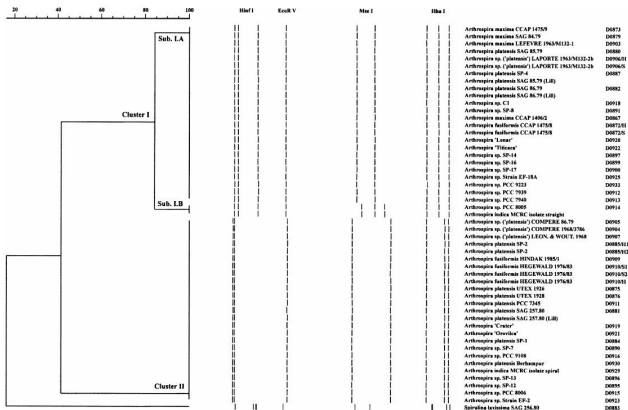 20 40 60 80 100
Hinf I EcoR V Mse I Hha I
Sub. I.A
Cluster I
Sub. I.B
Cluster II
Arthrospira maxima CCAP 1475/9 D0873
Arthrospira maxima SAG 84.79 D0879
Arthrospira maxima LEFEVRE 1963/M132-1 D0903
Arthrospira platensis SAG 85.79 D0880
Arthrospira sp. ('platensis') LAPORTE 1963/M132-2b D0906/H
Arthrospira sp. ('platensis') LAPORTE 1963/M132-2b D0906/S
Arthrospira platensis SP-4 D0887
Arthrospira platensis SAG 85.79 (Lill)
Arthrospira platensis SAG 86.79 D0882
Arthrospira platensis SAG 86.79 (Lill)
Arthrospira sp. C1 D0918
Arthrospira sp. SP-8 D0891
Arthrospira maxima CCAP 1406/2 D0867
Arthrospira fusiformis CCAP 1475/8 D0872/H
Arthrospira fusiformis CCAP 1475/8 D0872/S
Arthrospira 'Lonar' D0920
Arthrospira 'Titicaca' D0922
Arthrospira sp. SP-14 D0897
Arthrospira sp. SP-16 D0899
Arthrospira sp. SP-17 D0900
Arthrospira sp. Strain EF-18A D0925
Arthrospira sp. PCC 9223 D0933
Arthrospira sp. PCC 7939 D0912
Arthrospira sp. PCC 7940 D0913
Arthrospira sp. PCC 8005 D0914
Arthrospira indica MCRC isolate straight
Arthrospira sp. ('platensis') COMPERE 86.79 D0905
Arthrospira sp. ('platensis') COMPERE 1968/3786 D0904
Arthrospira sp. ('platensis') LEON. & WOUT. 1968 D0907
Arthrospira platensis SP-2 D0885/H1
Arthrospira platensis SP-2 D0885/H2
Arthrospira fusiformis HINDAK 1985/1 D0909
Arthrospira fusiformis HEGEWALD 1976/83 D0910/S1
Arthrospira fusiformis HEGEWALD 1976/83 D0910/S2
Arthrospira fusiformis HEGEWALD 1976/83 D0910/H
Arthrospira platensis UTEX 1926 D0875
Arthrospira platensis UTEX 1928 D0876
Arthrospira platensis PCC 7345 D0911
Arthrospira platensis SAG 257.80 D0881
Arthrospira platensis SAG 257.80 (Lill)
Arthrospira 'Crater' D0919
Arthrospira 'Orovilca' D0921
Arthrospira platensis SP-1 D0884
Arthrospira sp. SP-7 D0890
Arthrospira sp. PCC 9108 D0916
Arthrospira platensis Berhampur D0930
Arthrospira indica MCRC isolate spiral D0929
Arthrospira sp. SP-13 D0896
Arthrospira sp. SP-12 D0895
Arthrospira sp. PCC 8006 D0915
Arthrospira sp. Strain EF-2 D0923
Spirulina laxissima SAG 256.80 D0883